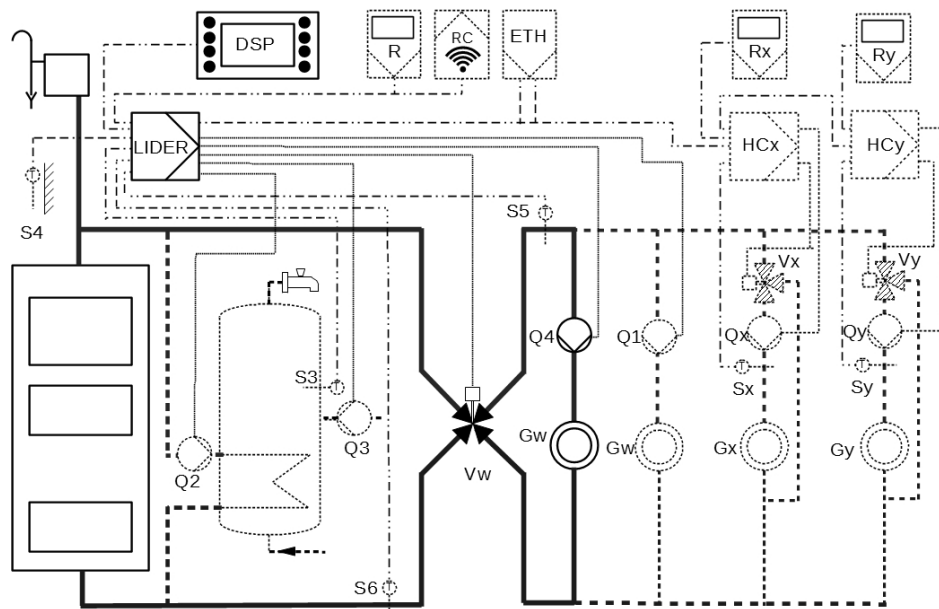 DSP
R
RC
ETH
Rx
Ry
LIDER
HCx
HCy
S4
S5
Vx
Vy
Q4
Q1
Qx
Qy
S3
Sx
Sy
Q3
Gw
Gw
Gx
Gy
Q2
Vw
S6